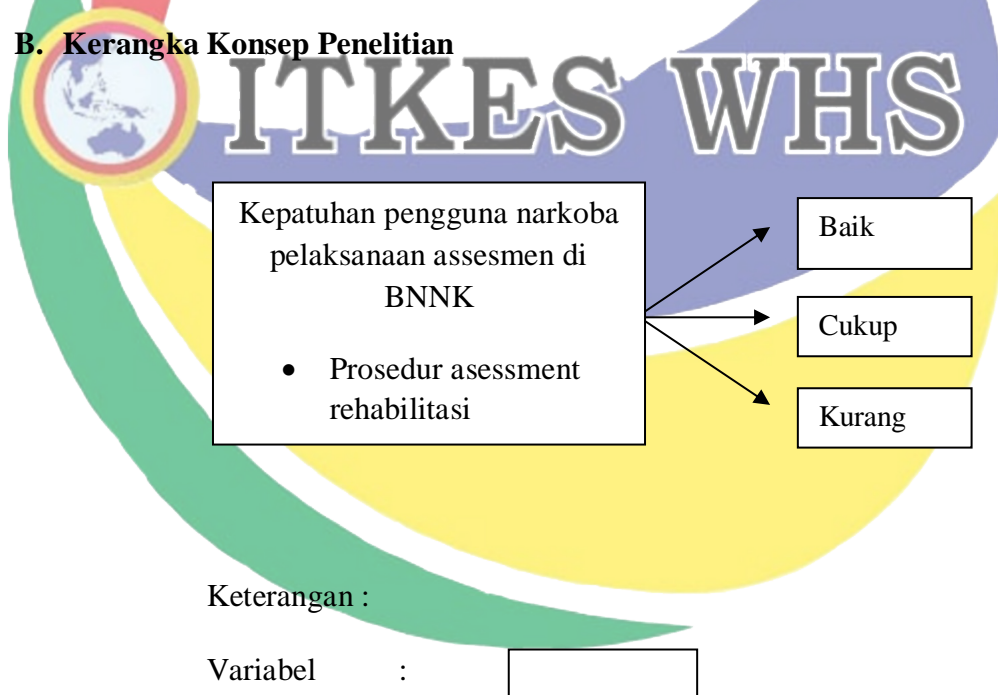 B. Kerangka Konsep Penelitian
ITKES WHS
Kepatuhan pengguna narkoba
pelaksanaan assesmen di
BNNK
• Prosedur asessment
rehabilitasi
Baik
Cukup
Kurang
Keterangan :
Variabel :